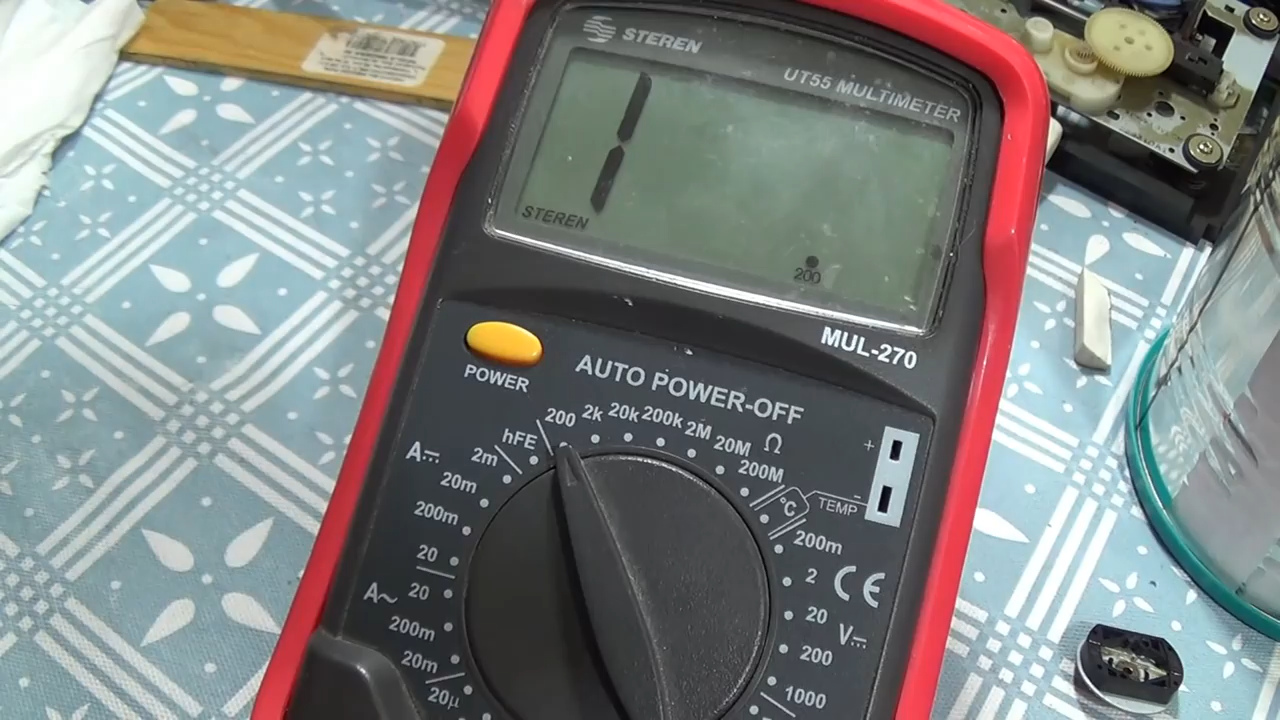 STEREN
UT55 MULTIMETER
1
STEREN
200
MUL-270
POWER
AUTO POWER-OFF
200 2k 20k 200k 2M 20M 200M Ω
hFE
A⎓ 2m
20m
200m
20
A~ 20
200m
20m
20µ
°C
TEMP
+
-
200m
2
20
V⎓
200
1000
CE